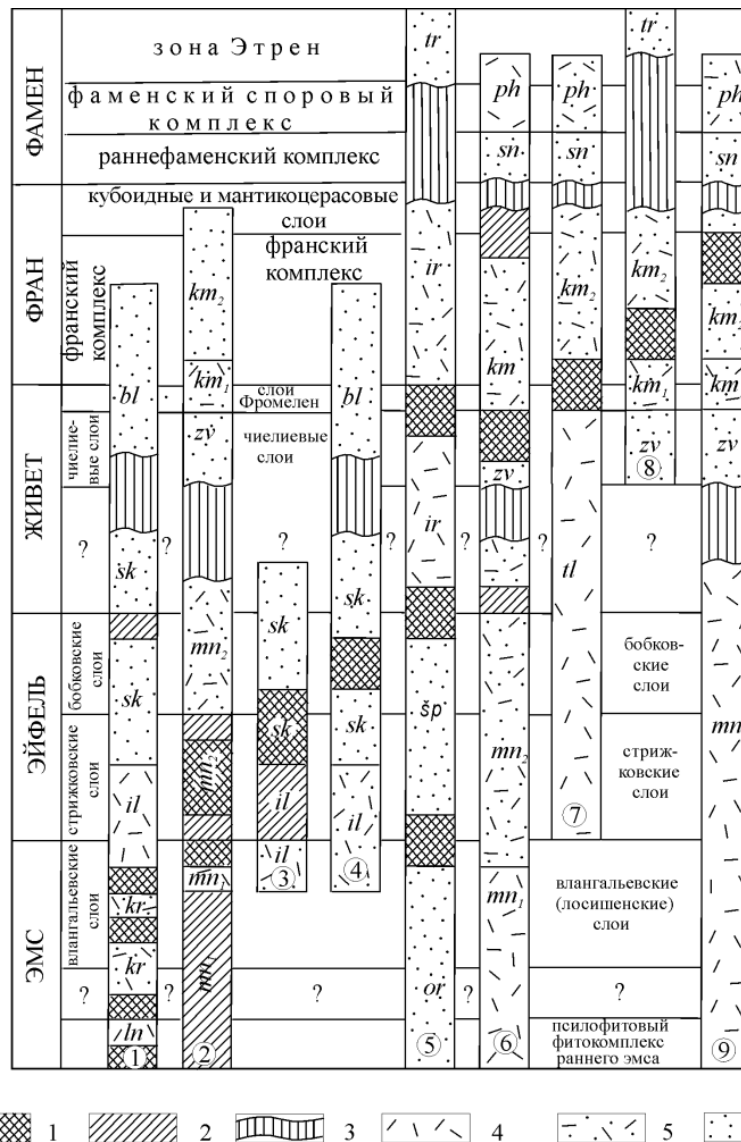 ФАМЕН
зона Этрен
фаменский споровый
комплекс
раннефаменский комплекс
ФРАН
кубоидные и мантикоцерасовые
слои
франский
комплекс
франский
комплекс
слои
Фромелен
ЖИВЕТ
чиелие-
вые слои
чиелиевые
слои
?
?
?
?
?
?
ЭЙФЕЛЬ
бобковские
слои
бобков-
ские
слои
стрижковские
слои
стриж-
ковские
слои
ЭМС
влангальевские
слои
влангальевские
(лосишенские)
слои
?
?
?
?
?
псилофитовый
фитокомплекс
раннего эмса
bl
sk
sk
il
kr
kr
ln
1
km2
km1
zv
mn2
mn2
mn1
mn1
2
sk
sk
il
il
3
bl
sk
sk
il
4
tr
ir
ir
šp
or
5
ph
sn
km
zv
mn2
mn1
6
ph
sn
km2
tl
7
tr
km2
km1
zv
8
ph
sn
km
km
zv
mn
9
1 2 3 4 5